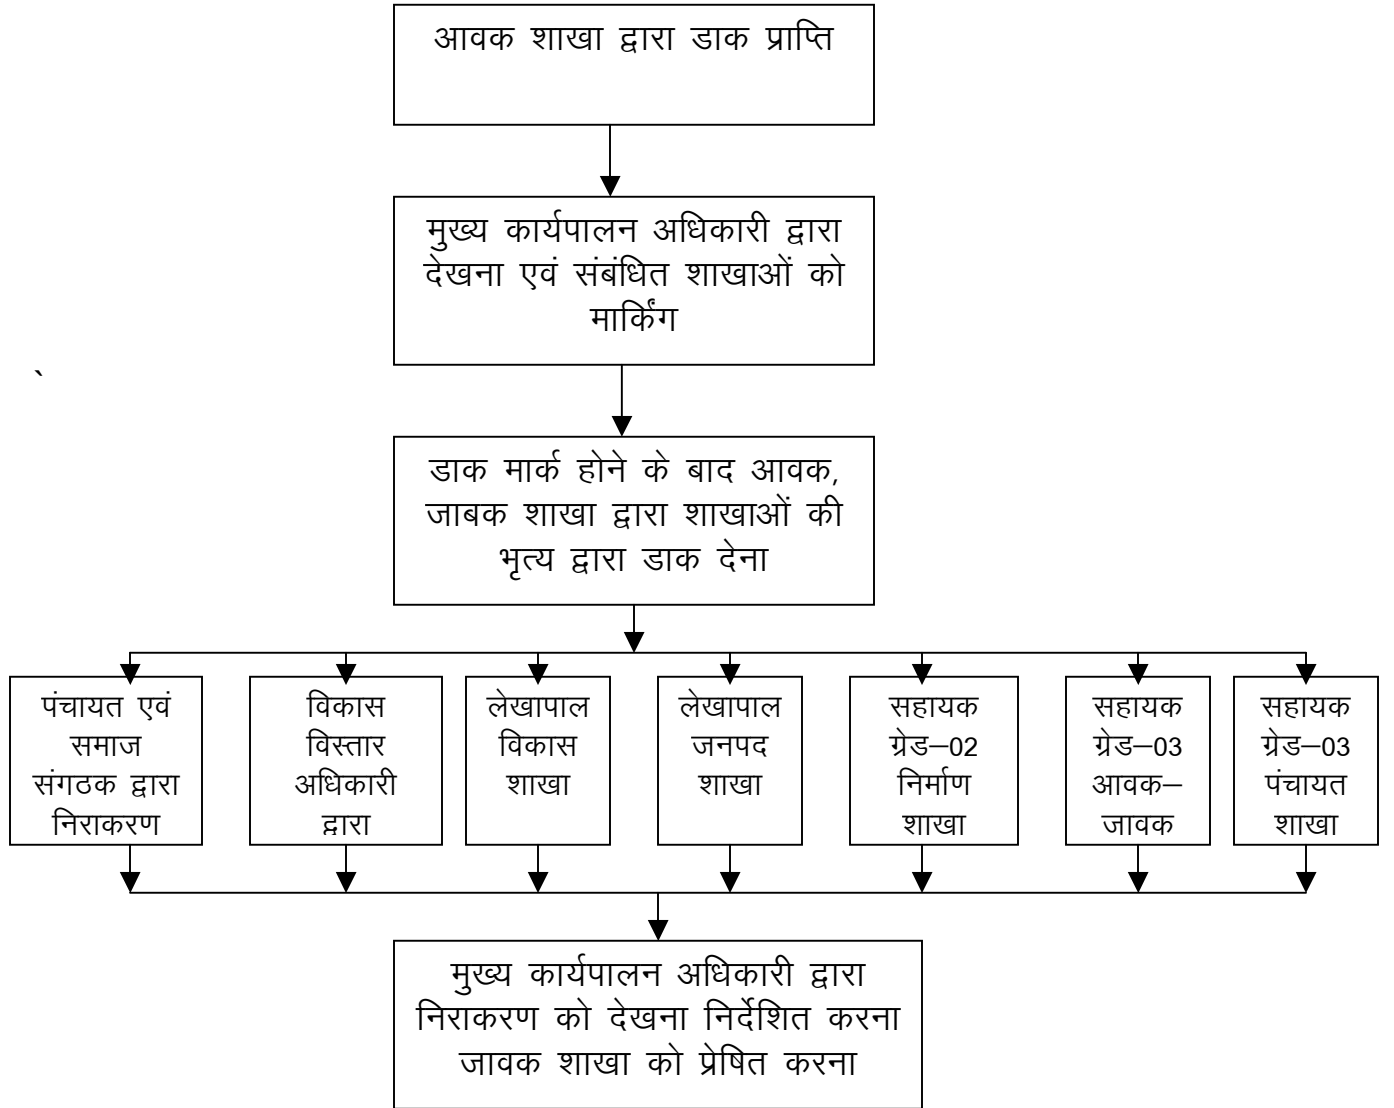 आवक शाखा द्वारा डाक प्राप्ति
मुख्य कार्यपालन अधिकारी द्वारा
देखना एवं संबंधित शाखाओं को
मार्किंग
`
डाक मार्क होने के बाद आवक,
जाबक शाखा द्वारा शाखाओं की
भृत्य द्वारा डाक देना
पंचायत एवं
समाज
संगठक द्वारा
निराकरण
विकास
विस्तार
अधिकारी
द्वारा
लेखापाल
विकास
शाखा
लेखापाल
जनपद
शाखा
सहायक
ग्रेड–02
निर्माण
शाखा
सहायक
ग्रेड–03
आवक–
जावक
सहायक
ग्रेड–03
पंचायत
शाखा
मुख्य कार्यपालन अधिकारी द्वारा
निराकरण को देखना निर्देशित करना
जावक शाखा को प्रेषित करना